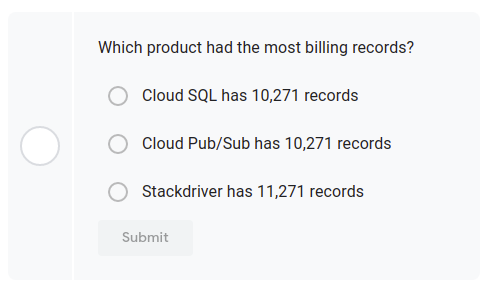 Which product had the most billing records?
Cloud SQL has 10,271 records
Cloud Pub/Sub has 10,271 records
Stackdriver has 11,271 records
Submit